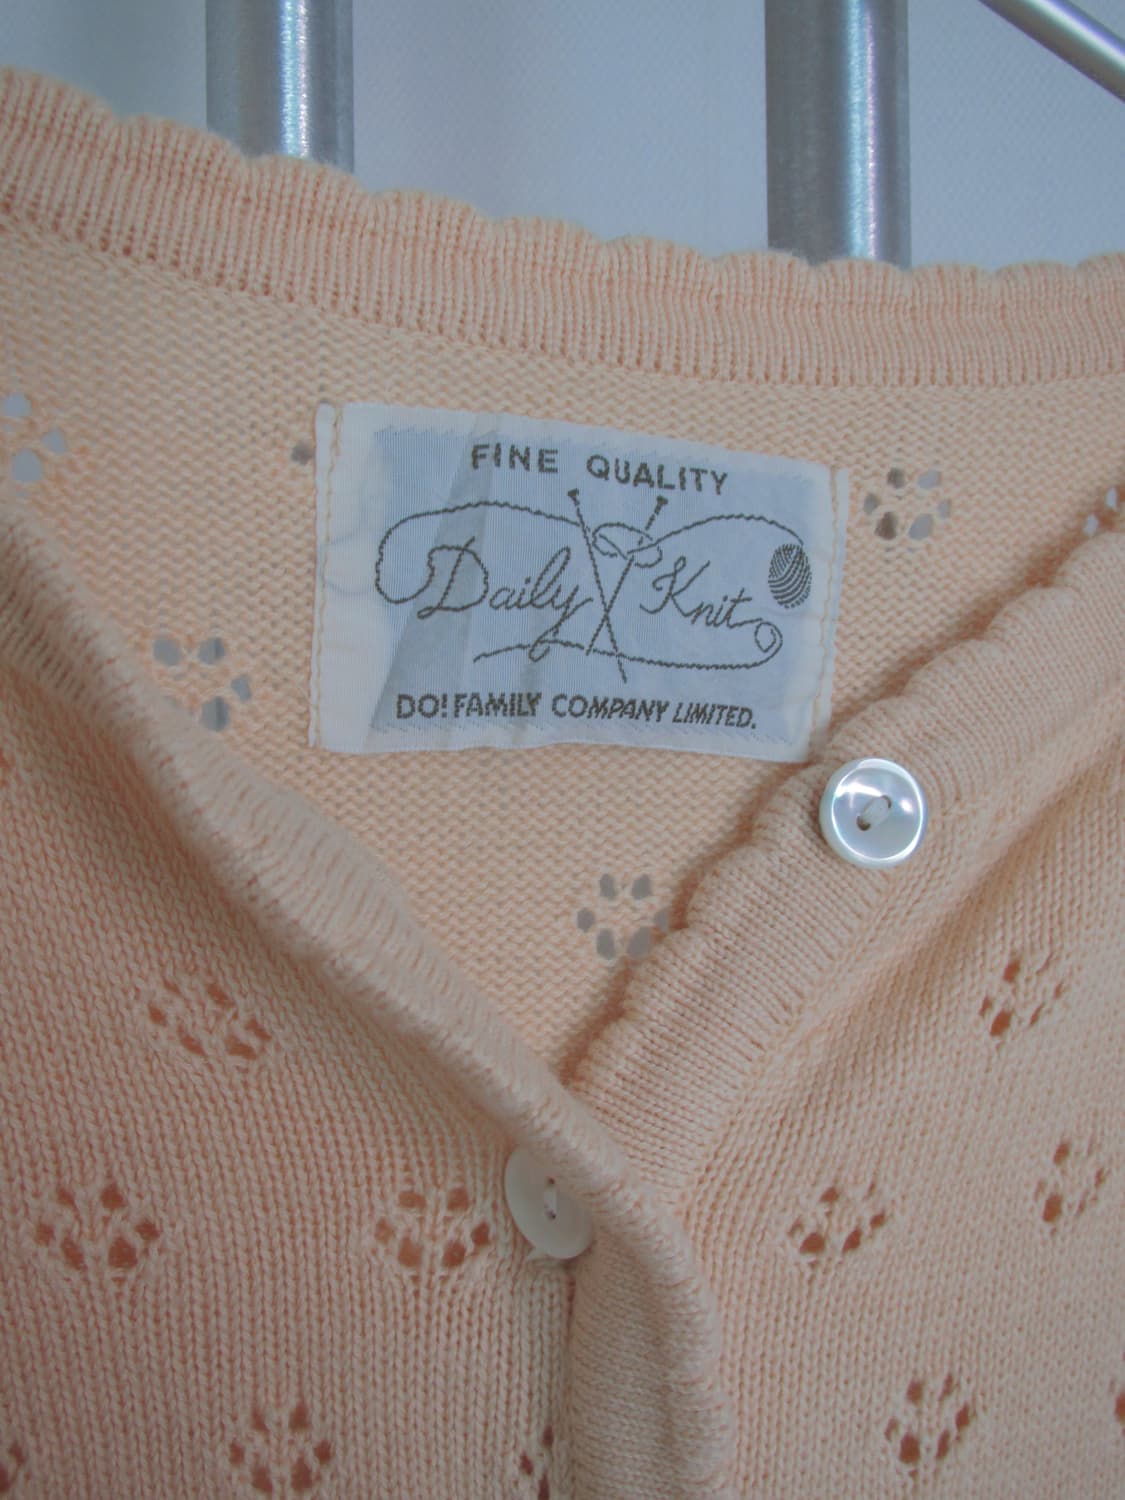 FINE QUALITY
Daily Knit
DO! FAMILY COMPANY LIMITED.